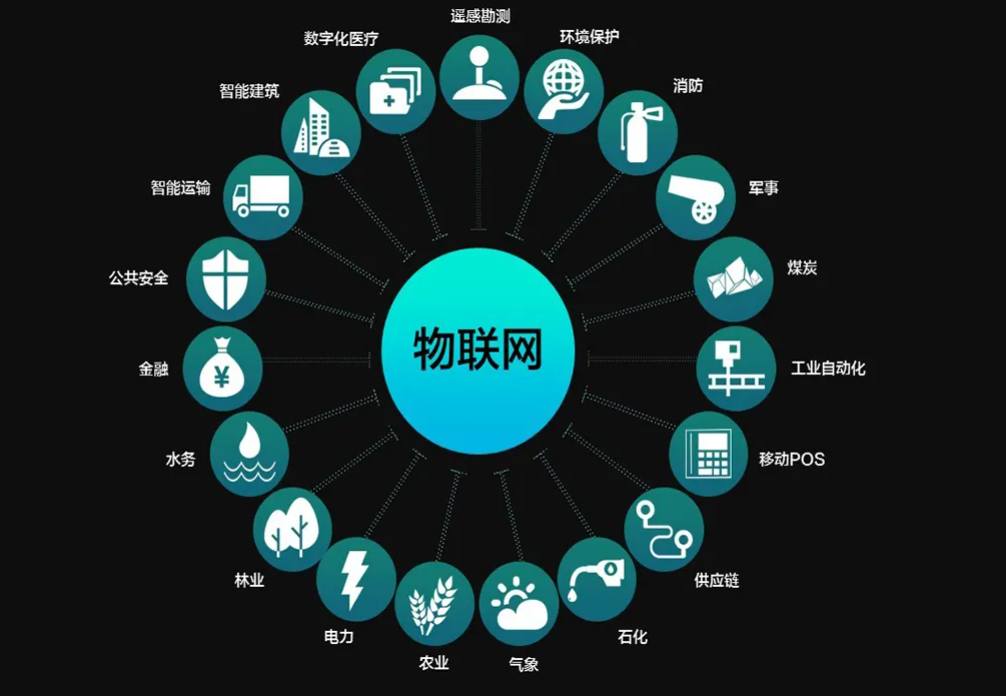 遥感勘测
环境保护
消防
军事
煤炭
工业自动化
移动POS
供应链
石化
气象
农业
电力
林业
水务
金融
公共安全
智能运输
智能建筑
数字化医疗
物联网
¥